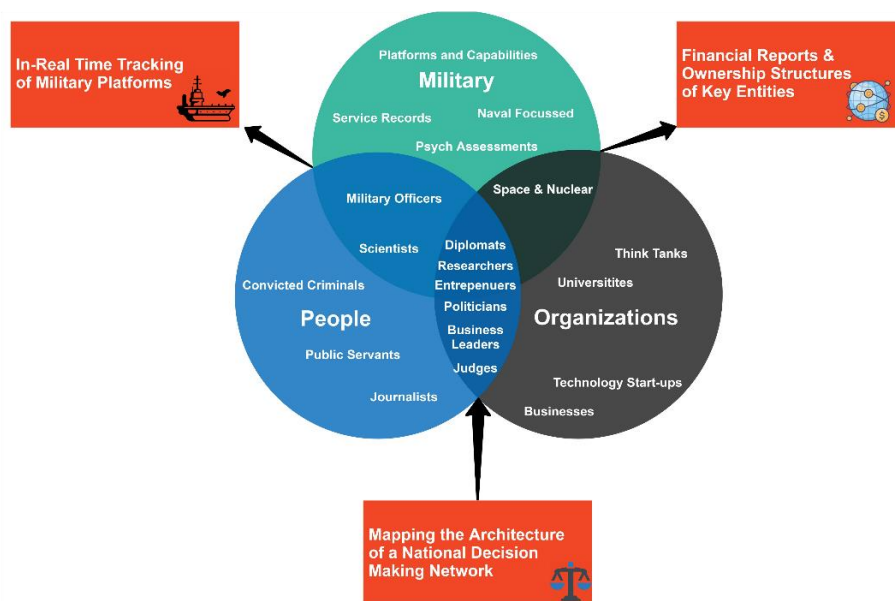 In-Real Time Tracking
of Military Platforms
Financial Reports &
Ownership Structures
of Key Entities
Platforms and Capabilities
Military
Service Records
Naval Focussed
Psych Assessments
Military Officers
Space & Nuclear
Scientists
Diplomats
Researchers
Entrepenuers
Politicians
Business
Leaders
Judges
Convicted Criminals
People
Public Servants
Journalists
Think Tanks
Universitites
Organizations
Technology Start-ups
Businesses
Mapping the Architecture
of a National Decision
Making Network